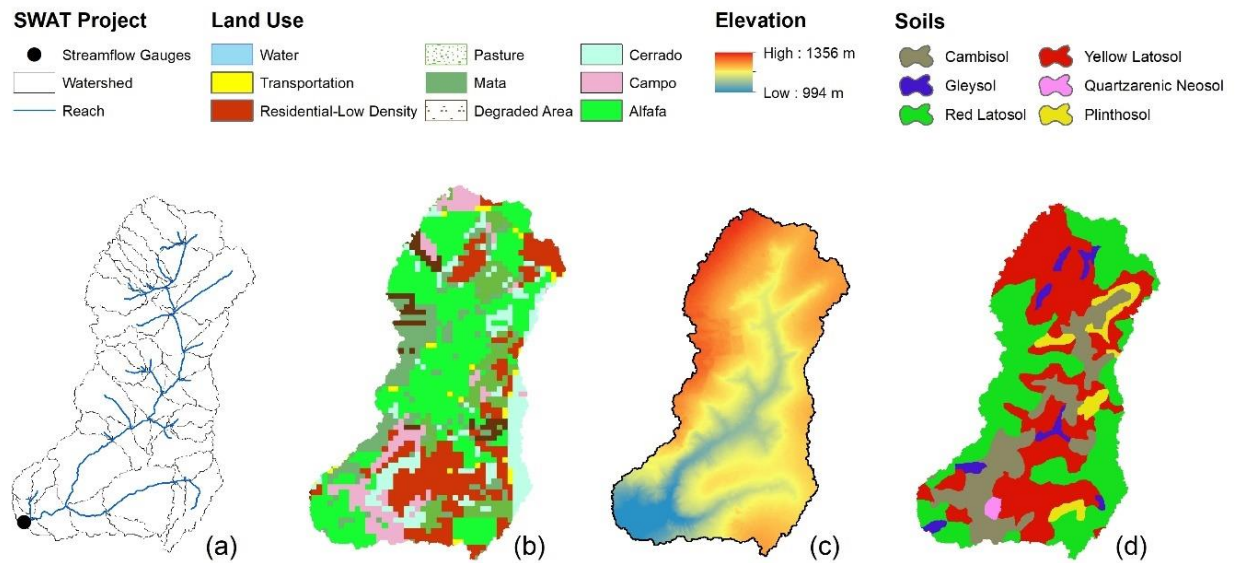 SWAT Project
Streamflow Gauges
Watershed
Reach
Land Use
Water
Transportation
Residential-Low Density
Pasture
Mata
Degraded Area
Cerrado
Campo
Alfafa
Elevation
High : 1356 m
Low : 994 m
Soils
Cambisol
Gleysol
Red Latosol
Yellow Latosol
Quartzarenic Neosol
Plinthosol
(a)
(b)
(c)
(d)